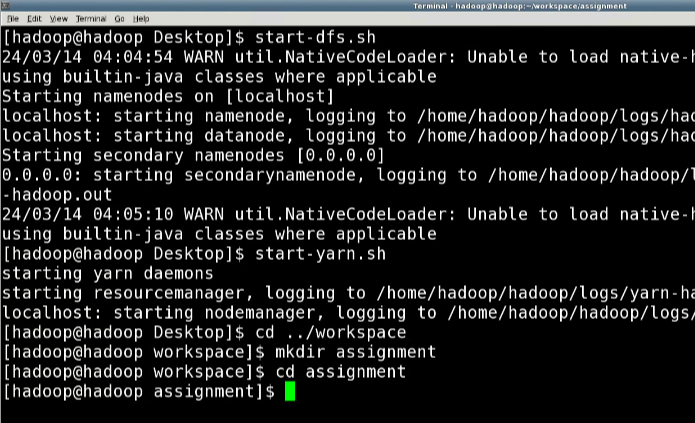 Terminal - hadoop@hadoop:~/workspace/assignment
File Edit View Terminal Go Help
[hadoop@hadoop Desktop]$ start-dfs.sh
24/03/14 04:04:54 WARN util.NativeCodeLoader: Unable to load native-h
using builtin-java classes where applicable
Starting namenodes on [localhost]
localhost: starting namenode, logging to /home/hadoop/hadoop/logs/had
localhost: starting datanode, logging to /home/hadoop/hadoop/logs/had
Starting secondary namenodes [0.0.0.0]
0.0.0.0: starting secondarynamenode, logging to /home/hadoop/hadoop/l
-hadoop.out
24/03/14 04:05:10 WARN util.NativeCodeLoader: Unable to load native-h
using builtin-java classes where applicable
[hadoop@hadoop Desktop]$ start-yarn.sh
starting yarn daemons
starting resourcemanager, logging to /home/hadoop/hadoop/logs/yarn-ha
localhost: starting nodemanager, logging to /home/hadoop/hadoop/logs/
[hadoop@hadoop Desktop]$ cd ../workspace
[hadoop@hadoop workspace]$ mkdir assignment
[hadoop@hadoop workspace]$ cd assignment
[hadoop@hadoop assignment]$